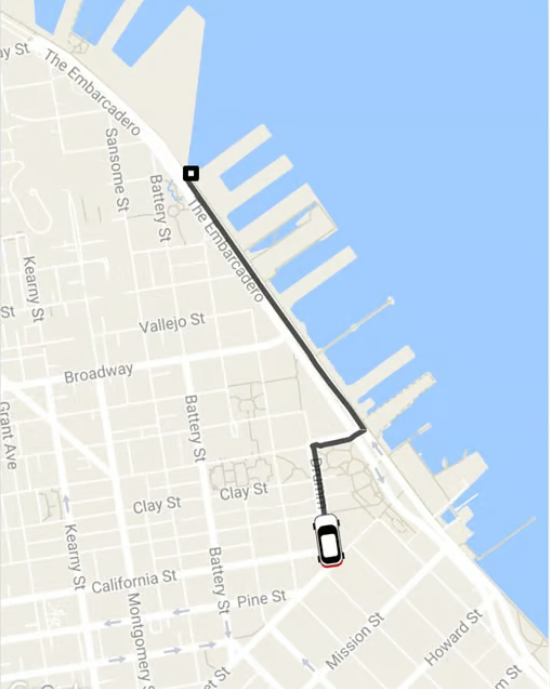 ay St
The Embarcadero
Sansome St
Battery St
The Embarcadero
Kearny St
St
Vallejo St
Broadway
Grant Ave
Battery St
Clay St
Clay St
Kearny St
California St
Battery St
Pine St
Montgomery S
Mission St
Howard St
et St
m St